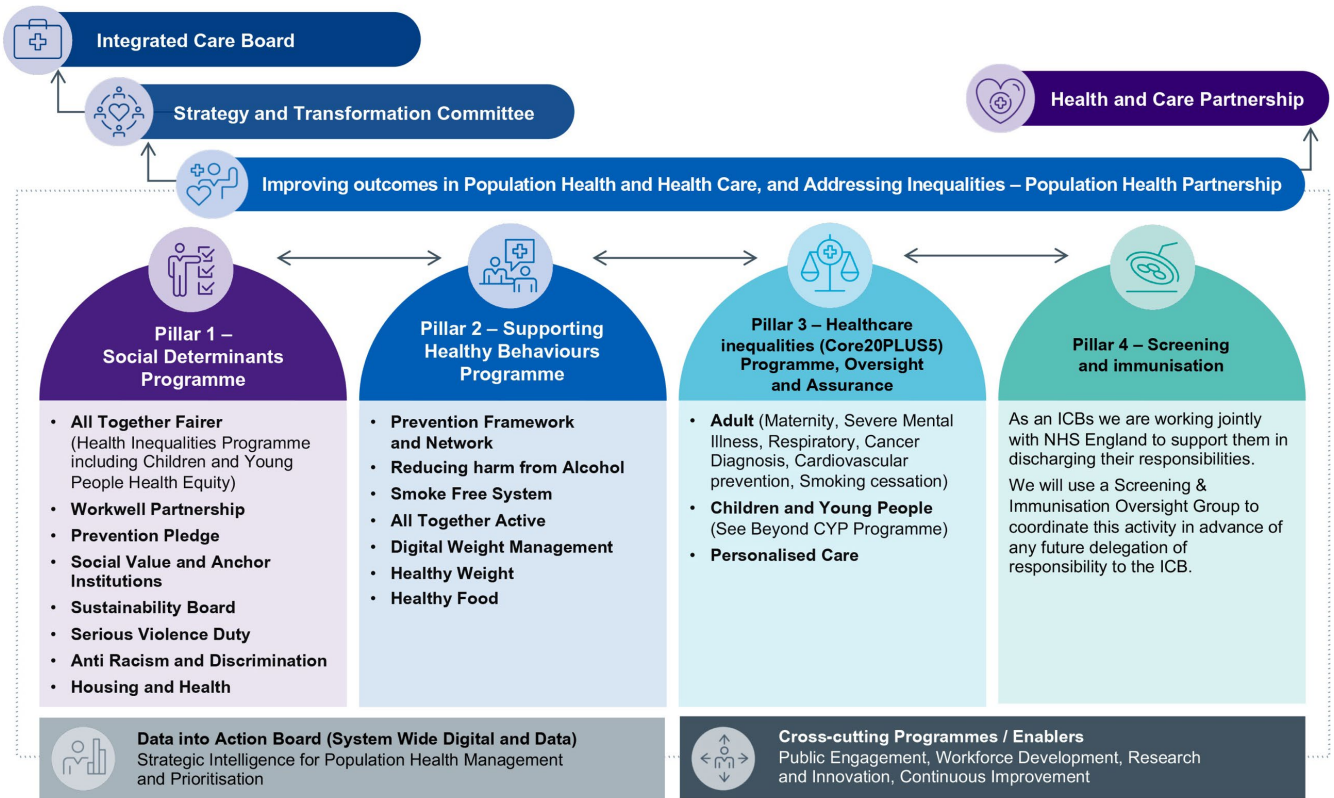 Integrated Care Board
Strategy and Transformation Committee
Health and Care Partnership
Improving outcomes in Population Health and Health Care, and Addressing Inequalities – Population Health Partnership
Pillar 1 –
Social Determinants
Programme
• All Together Fairer
(Health Inequalities Programme
including Children and Young
People Health Equity)
• Workwell Partnership
• Prevention Pledge
• Social Value and Anchor
Institutions
• Sustainability Board
• Serious Violence Duty
• Anti Racism and Discrimination
• Housing and Health
Pillar 2 – Supporting
Healthy Behaviours
Programme
• Prevention Framework
and Network
• Reducing harm from Alcohol
• Smoke Free System
• All Together Active
• Digital Weight Management
• Healthy Weight
• Healthy Food
Pillar 3 – Healthcare
inequalities (Core20PLUS5)
Programme, Oversight
and Assurance
• Adult (Maternity, Severe Mental
Illness, Respiratory, Cancer
Diagnosis, Cardiovascular
prevention, Smoking cessation)
• Children and Young People
(See Beyond CYP Programme)
• Personalised Care
Pillar 4 – Screening
and immunisation
As an ICBs we are working jointly
with NHS England to support them in
discharging their responsibilities.
We will use a Screening &
Immunisation Oversight Group to
coordinate this activity in advance of
any future delegation of
responsibility to the ICB.
Data into Action Board (System Wide Digital and Data)
Strategic Intelligence for Population Health Management
and Prioritisation
Cross-cutting Programmes / Enablers
Public Engagement, Workforce Development, Research
and Innovation, Continuous Improvement